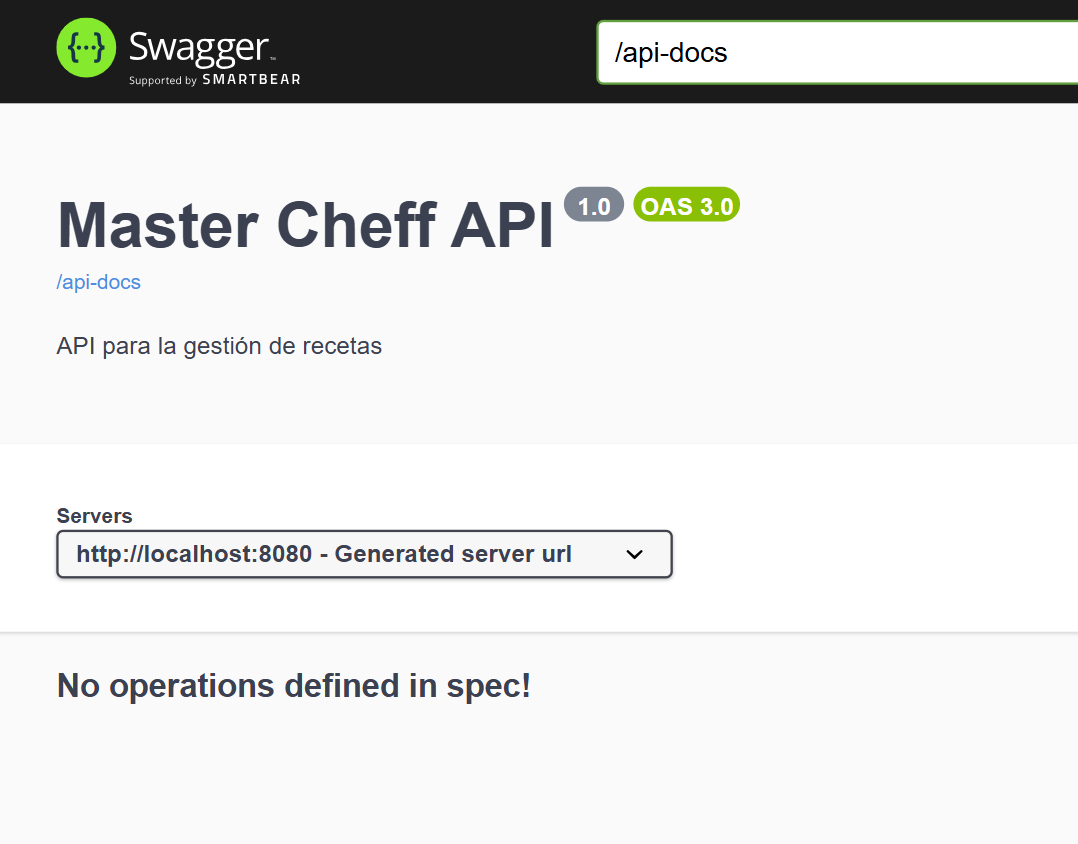 Swagger™
Supported by SMARTBEAR
/api-docs
Master Cheff API 1.0 OAS 3.0
/api-docs
API para la gestión de recetas
Servers
http://localhost:8080 - Generated server url
No operations defined in spec!